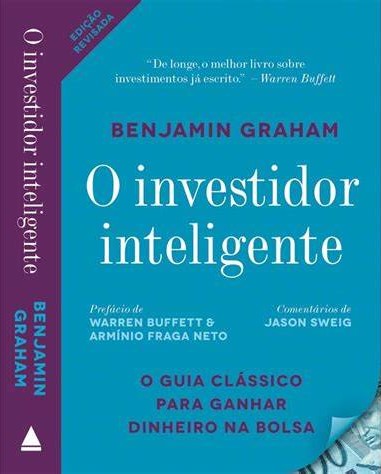 O investidor inteligente
BENJAMIN
GRAHAM
EDIÇÃO
REVISADA
“De longe, o melhor livro sobre
investimentos já escrito.” – Warren Buffett
BENJAMIN GRAHAM
O investidor
inteligente
Prefácio de
WARREN BUFFETT &
ARMÍNIO FRAGA NETO
Comentários de
JASON SWEIG
O GUIA CLÁSSICO
PARA GANHAR
DINHEIRO NA BOLSA